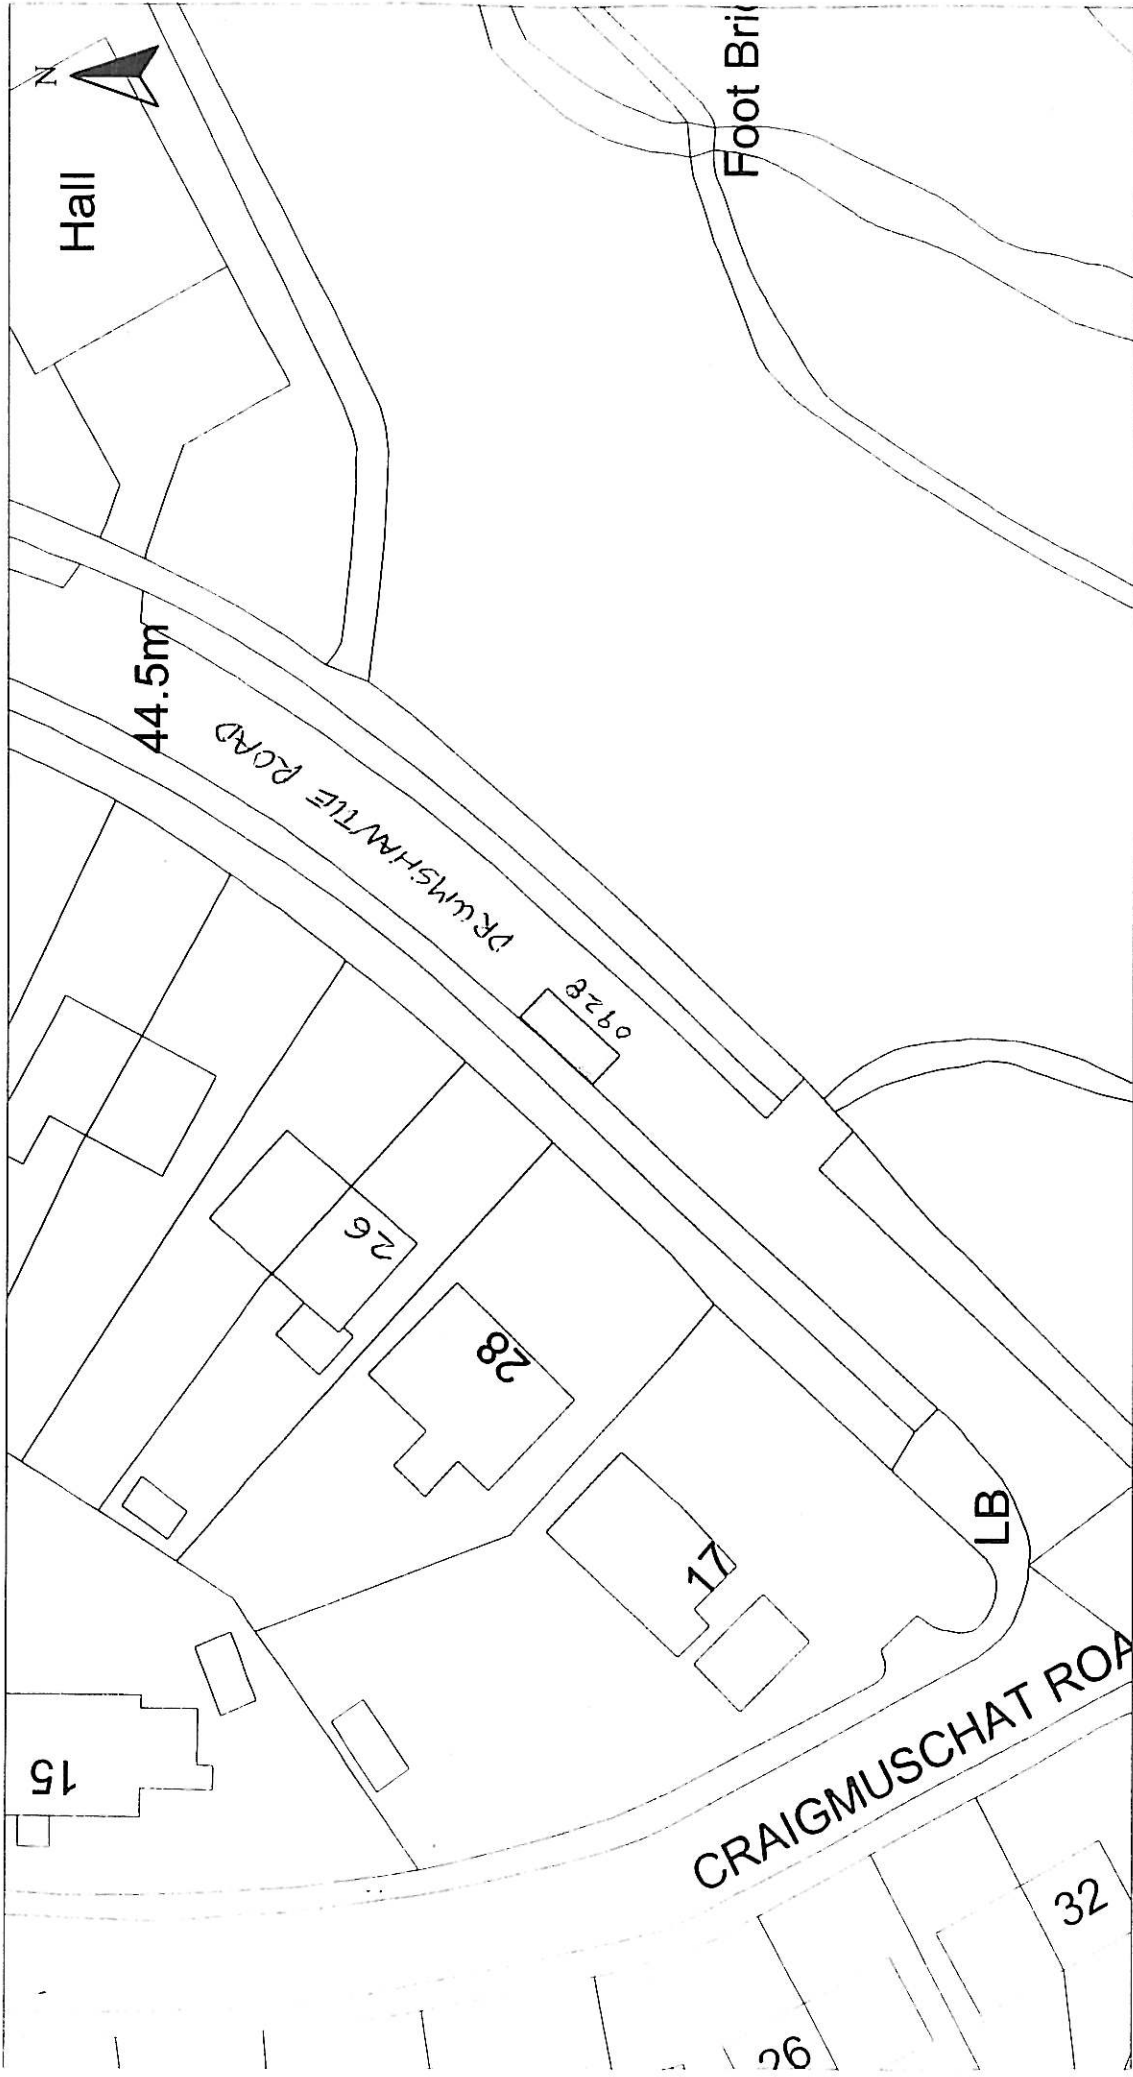 N
Hall
Foot Bri
44.5m
DRUMSHANTIE ROAD
0928
26
28
17
15
LB
CRAIGMUSCHAT ROA
32
26